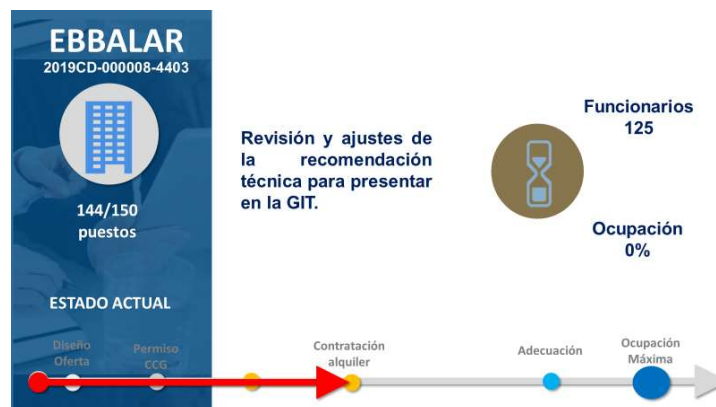 EBBALAR
2019CD-000008-4403
144/150
puestos
ESTADO ACTUAL
Revisión y ajustes de
la recomendación
técnica para presentar
en la GIT.
Funcionarios
125
Ocupación
0%
Diseño
Oferta
Permiso
CCG
Contratación
alquiler
Adecuación
Ocupación
Máxima